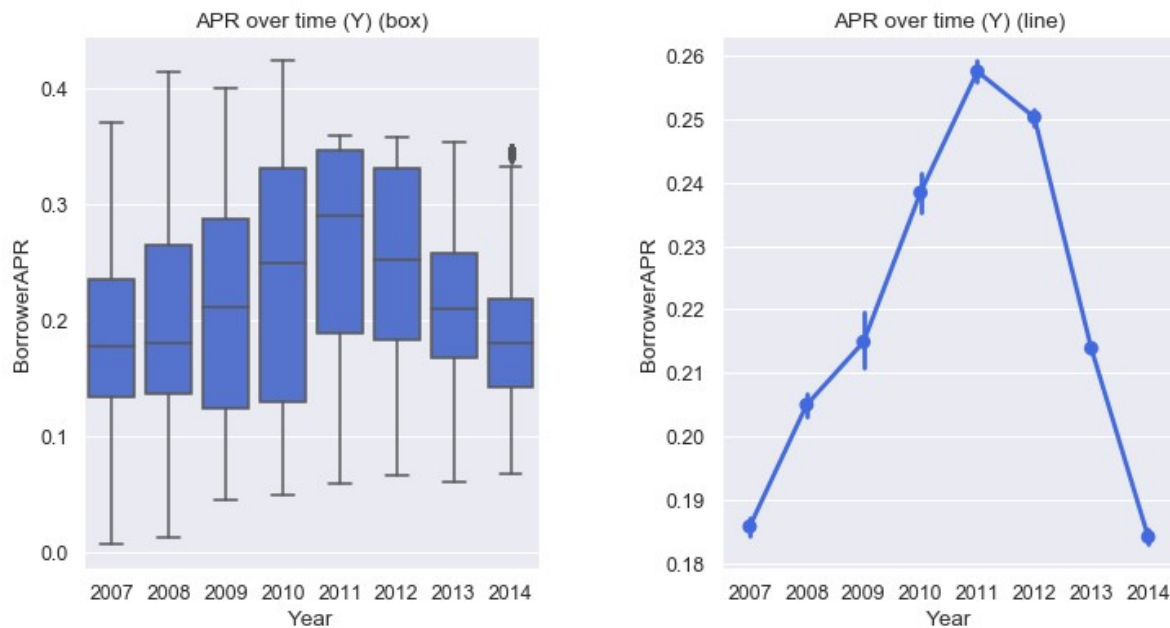 APR over time (Y) (box)
0.4
0.3
0.2
0.1
0.0
BorrowerAPR
2007 2008 2009 2010 2011 2012 2013 2014
Year
APR over time (Y) (line)
0.26
0.25
0.24
0.23
0.22
0.21
0.20
0.19
0.18
BorrowerAPR
2007 2008 2009 2010 2011 2012 2013 2014
Year